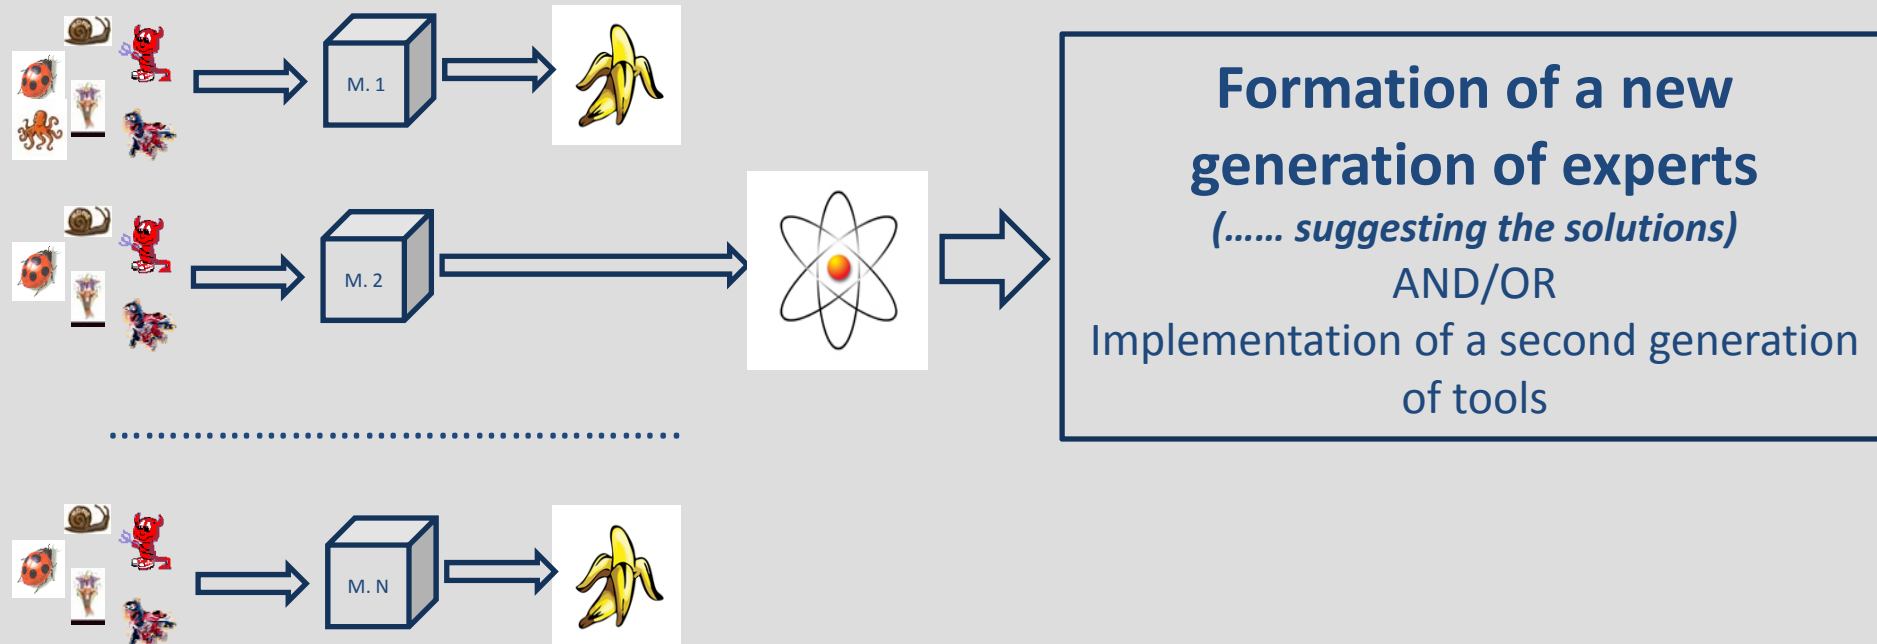 M. 1
Formation of a new
generation of experts
(...... suggesting the solutions)
AND/OR
Implementation of a second generation
of tools
M. 2
M. N